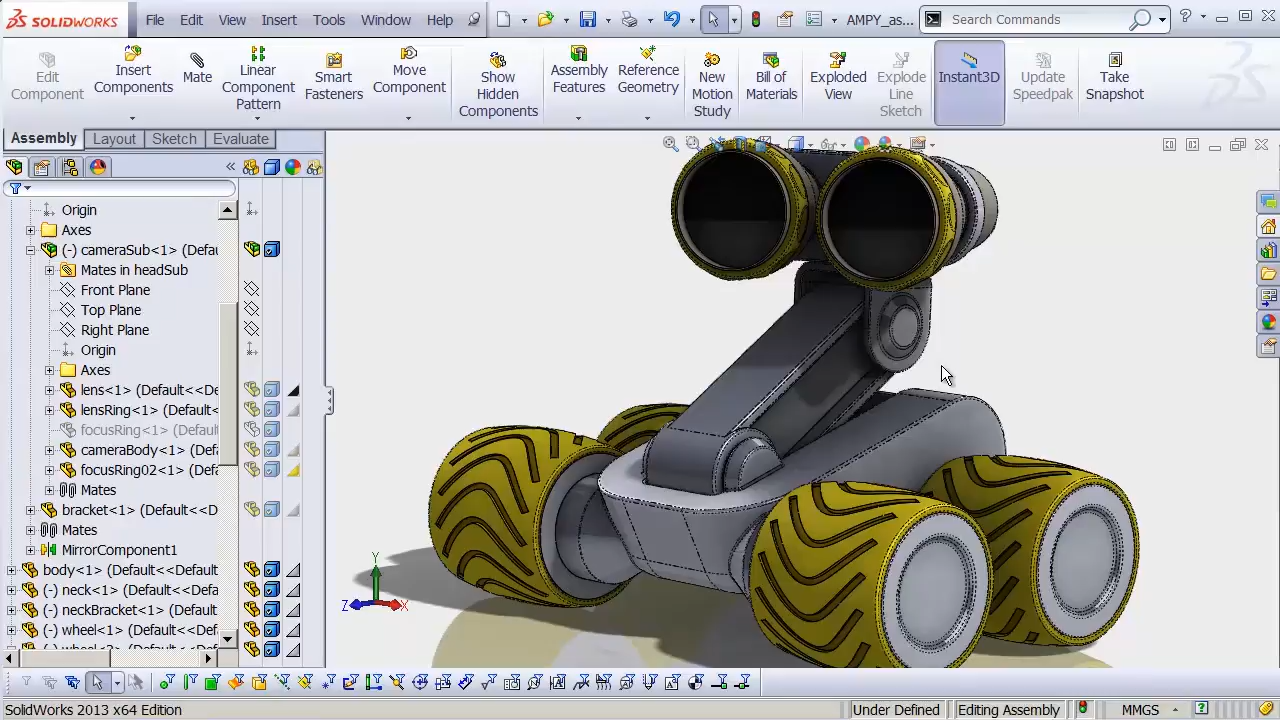 SOLIDWORKS File Edit View Insert Tools Window Help AMPY_as... Search Commands
Edit Component
Insert Components
Mate
Linear Component Pattern
Smart Fasteners
Move Component
Show Hidden Components
Assembly Features
Reference Geometry
New Motion Study
Bill of Materials
Exploded View
Explode Line Sketch
Instant3D
Update Speedpak
Take Snapshot
Assembly Layout Sketch Evaluate
Origin
Axes
(-) cameraSub<1> (Defau
Mates in headSub
Front Plane
Top Plane
Right Plane
Origin
Axes
lens<1> (Default<<De
lensRing<1> (Default<
focusRing<1> (Defaul
cameraBody<1> (Defa
focusRing02<1> (Defa
Mates
bracket<1> (Default<<D
Mates
MirrorComponent1
body<1> (Default<<Default
(-) neck<1> (Default<<Def
(-) neckBracket<1> (Default
(-) wheel<1> (Default<<Def
Y
Z X
SolidWorks 2013 x64 Edition Under Defined Editing Assembly MMGS